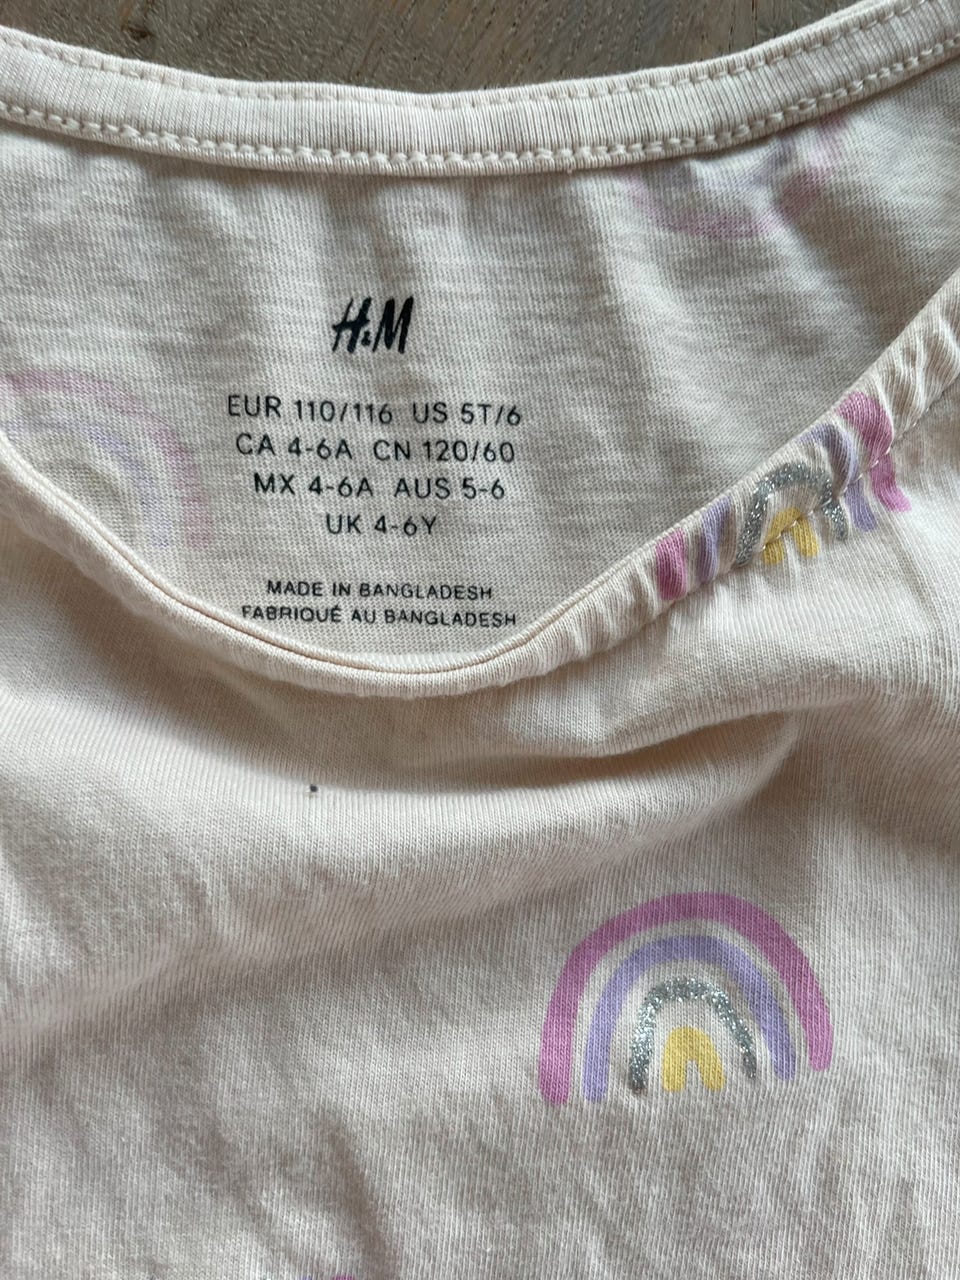 H&M
EUR 110/116 US 5T/6
CA 4-6A CN 120/60
MX 4-6A AUS 5-6
UK 4-6Y
MADE IN BANGLADESH
FABRIQUÉ AU BANGLADESH